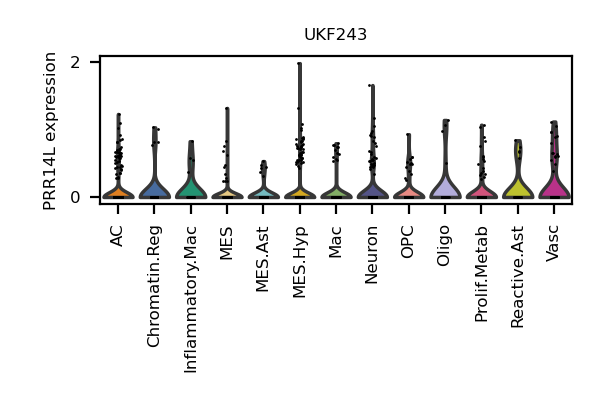 UKF243
PRR14L expression
2
0
AC
Chromatin.Reg
Inflammatory.Mac
MES
MES.Ast
MES.Hyp
Mac
Neuron
OPC
Oligo
Prolif.Metab
Reactive.Ast
Vasc